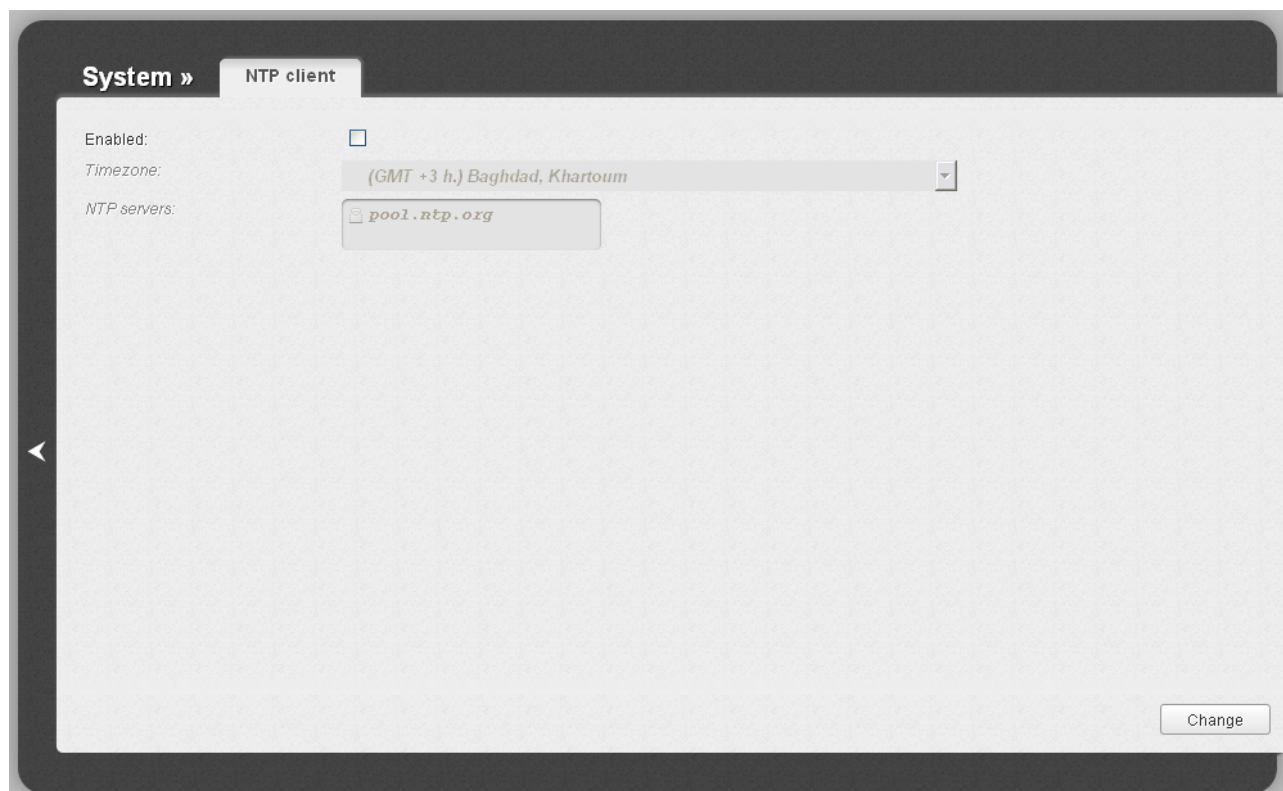 System »
NTP client
Enabled:
Timezone:
(GMT +3 h.) Baghdad, Khartoum
NTP servers:
pool.ntp.org
Change